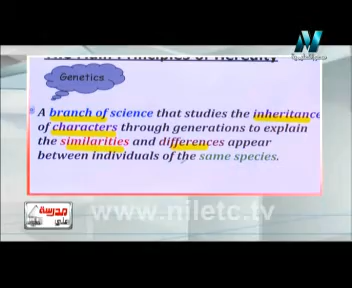 The Main Principles of Heredity
Genetics
A branch of science that studies the inheritance
of characters through generations to explain
the similarities and differences appear
between individuals of the same species.
مدرسة
على
www.niletc.tv